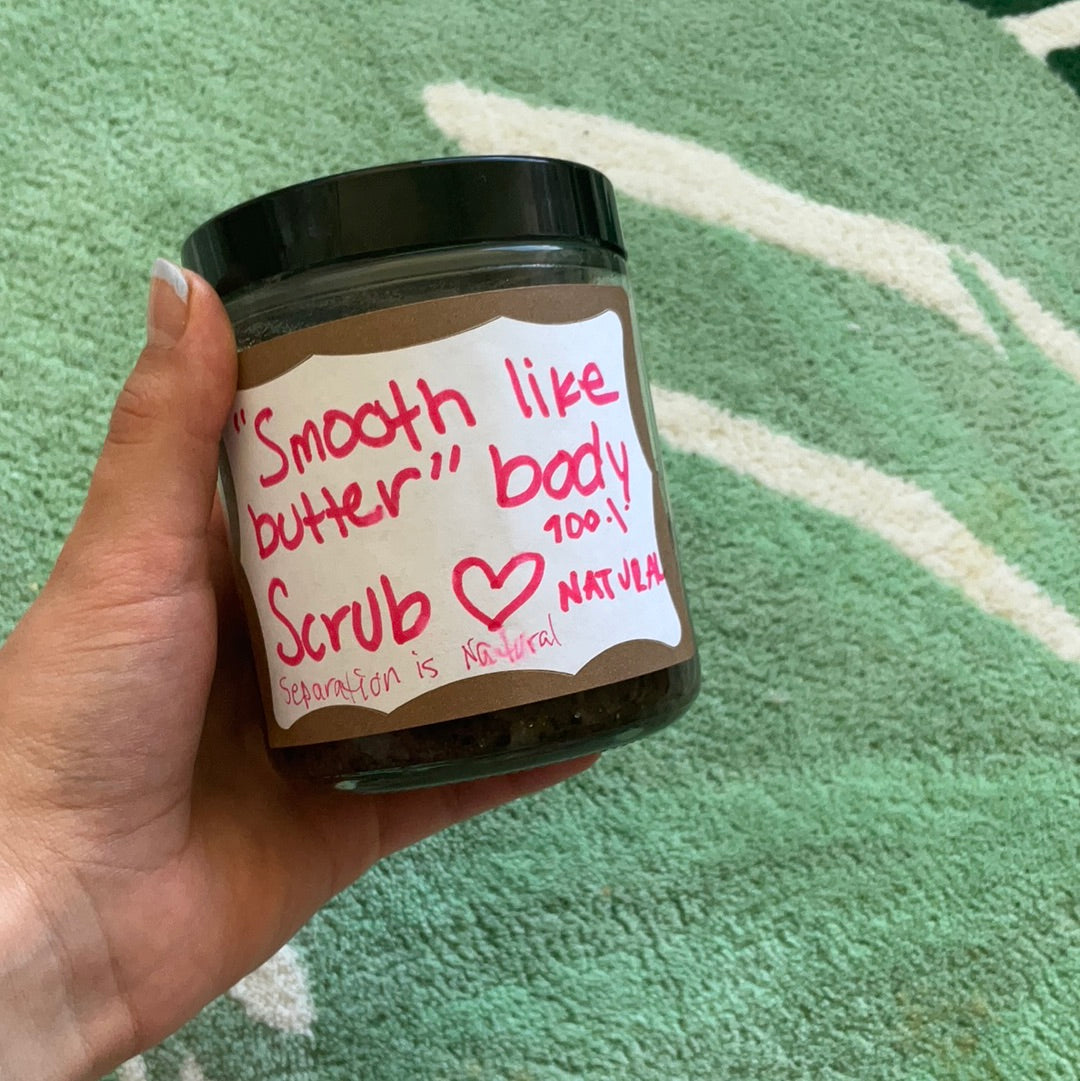 "Smooth like
butter" body
100%
Scrub ♡ NATURAL
Separation is Natural